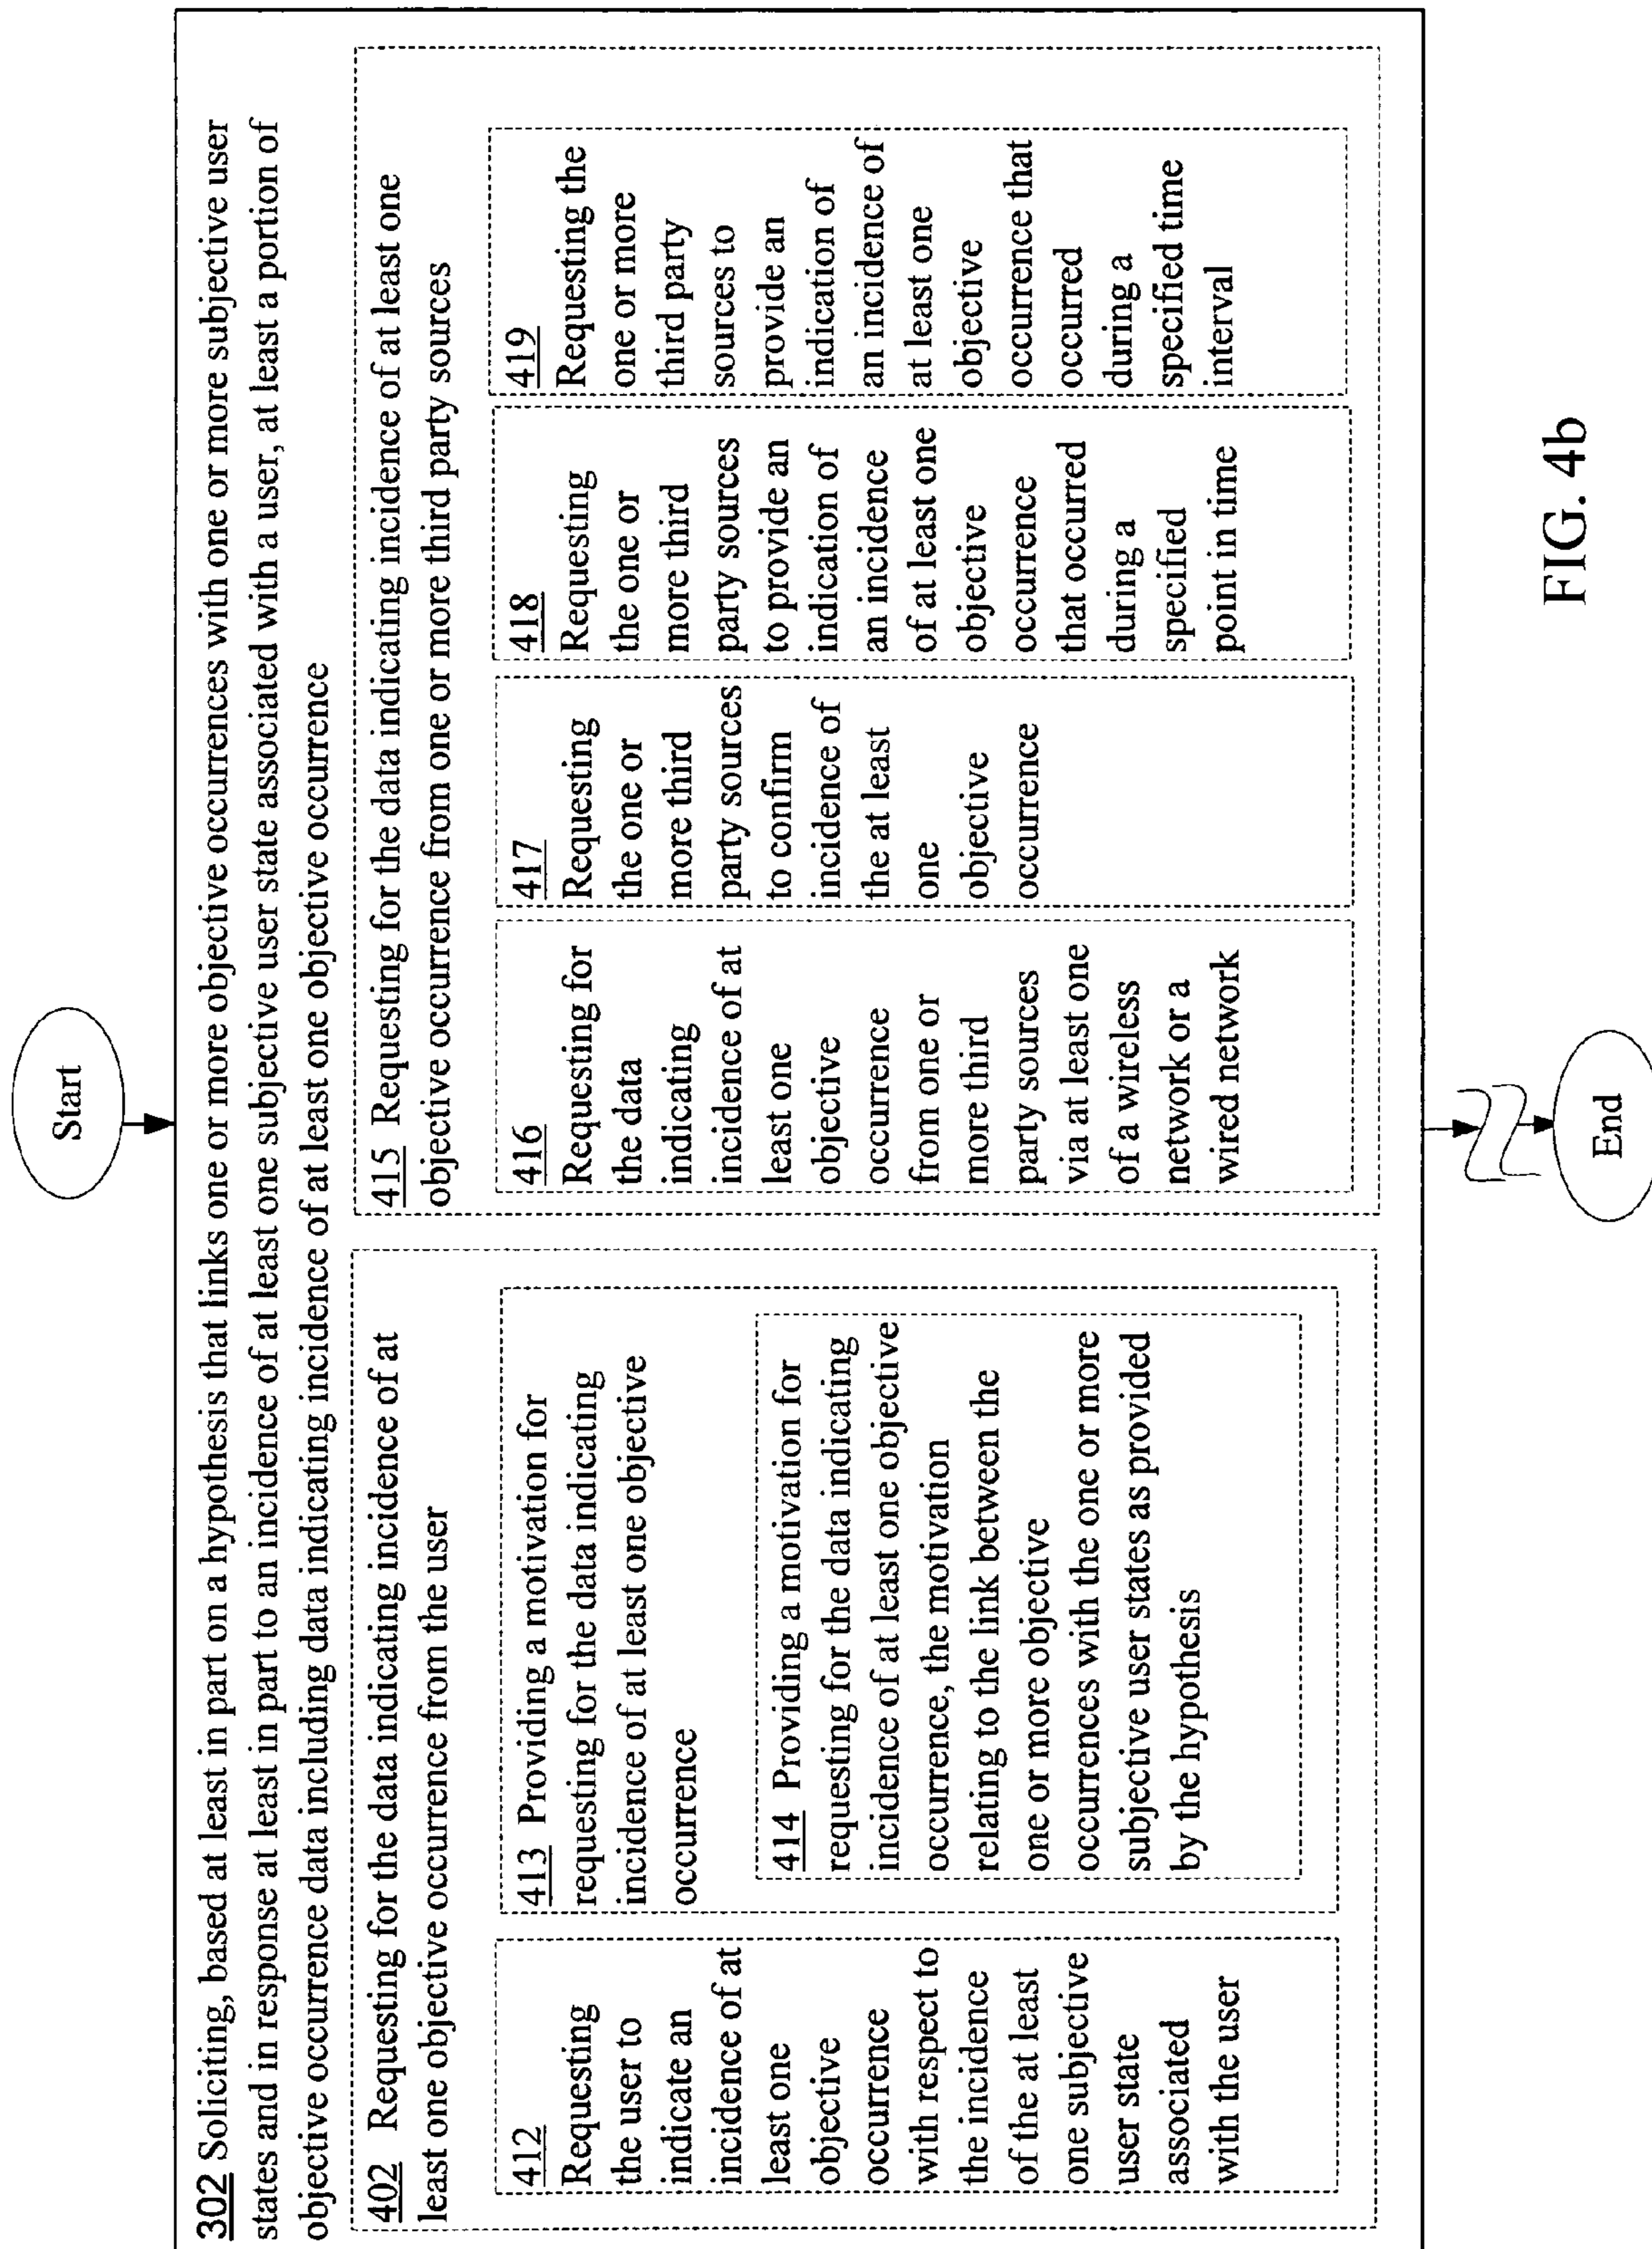 Start
302 Soliciting, based at least in part on a hypothesis that links one or more objective occurrences with one or more subjective user
states and in response at least in part to an incidence of at least one subjective user state associated with a user, at least a portion of
objective occurrence data including data indicating incidence of at least one objective occurrence
402 Requesting for the data indicating incidence of at
least one objective occurrence from the user
412
Requesting
the user to
indicate an
incidence of at
least one
objective
occurrence
with respect to
the incidence
of the at least
one subjective
user state
associated
with the user
413 Providing a motivation for
requesting for the data indicating
incidence of at least one objective
occurrence
414 Providing a motivation for
requesting for the data indicating
incidence of at least one objective
occurrence, the motivation
relating to the link between the
one or more objective
occurrences with the one or more
subjective user states as provided
by the hypothesis
415 Requesting for the data indicating incidence of at least one
objective occurrence from one or more third party sources
416
Requesting for
the data
indicating
incidence of at
least one
objective
occurrence
from one or
more third
party sources
via at least one
of a wireless
network or a
wired network
417
Requesting
the one or
more third
party sources
to confirm
incidence of
the at least
one
objective
occurrence
418
Requesting
the one or
more third
party sources
to provide an
indication of
an incidence
of at least one
objective
occurrence
that occurred
during a
specified
point in time
419
Requesting the
one or more
third party
sources to
provide an
indication of
an incidence of
at least one
objective
occurrence that
occurred
during a
specified time
interval
End
FIG. 4b